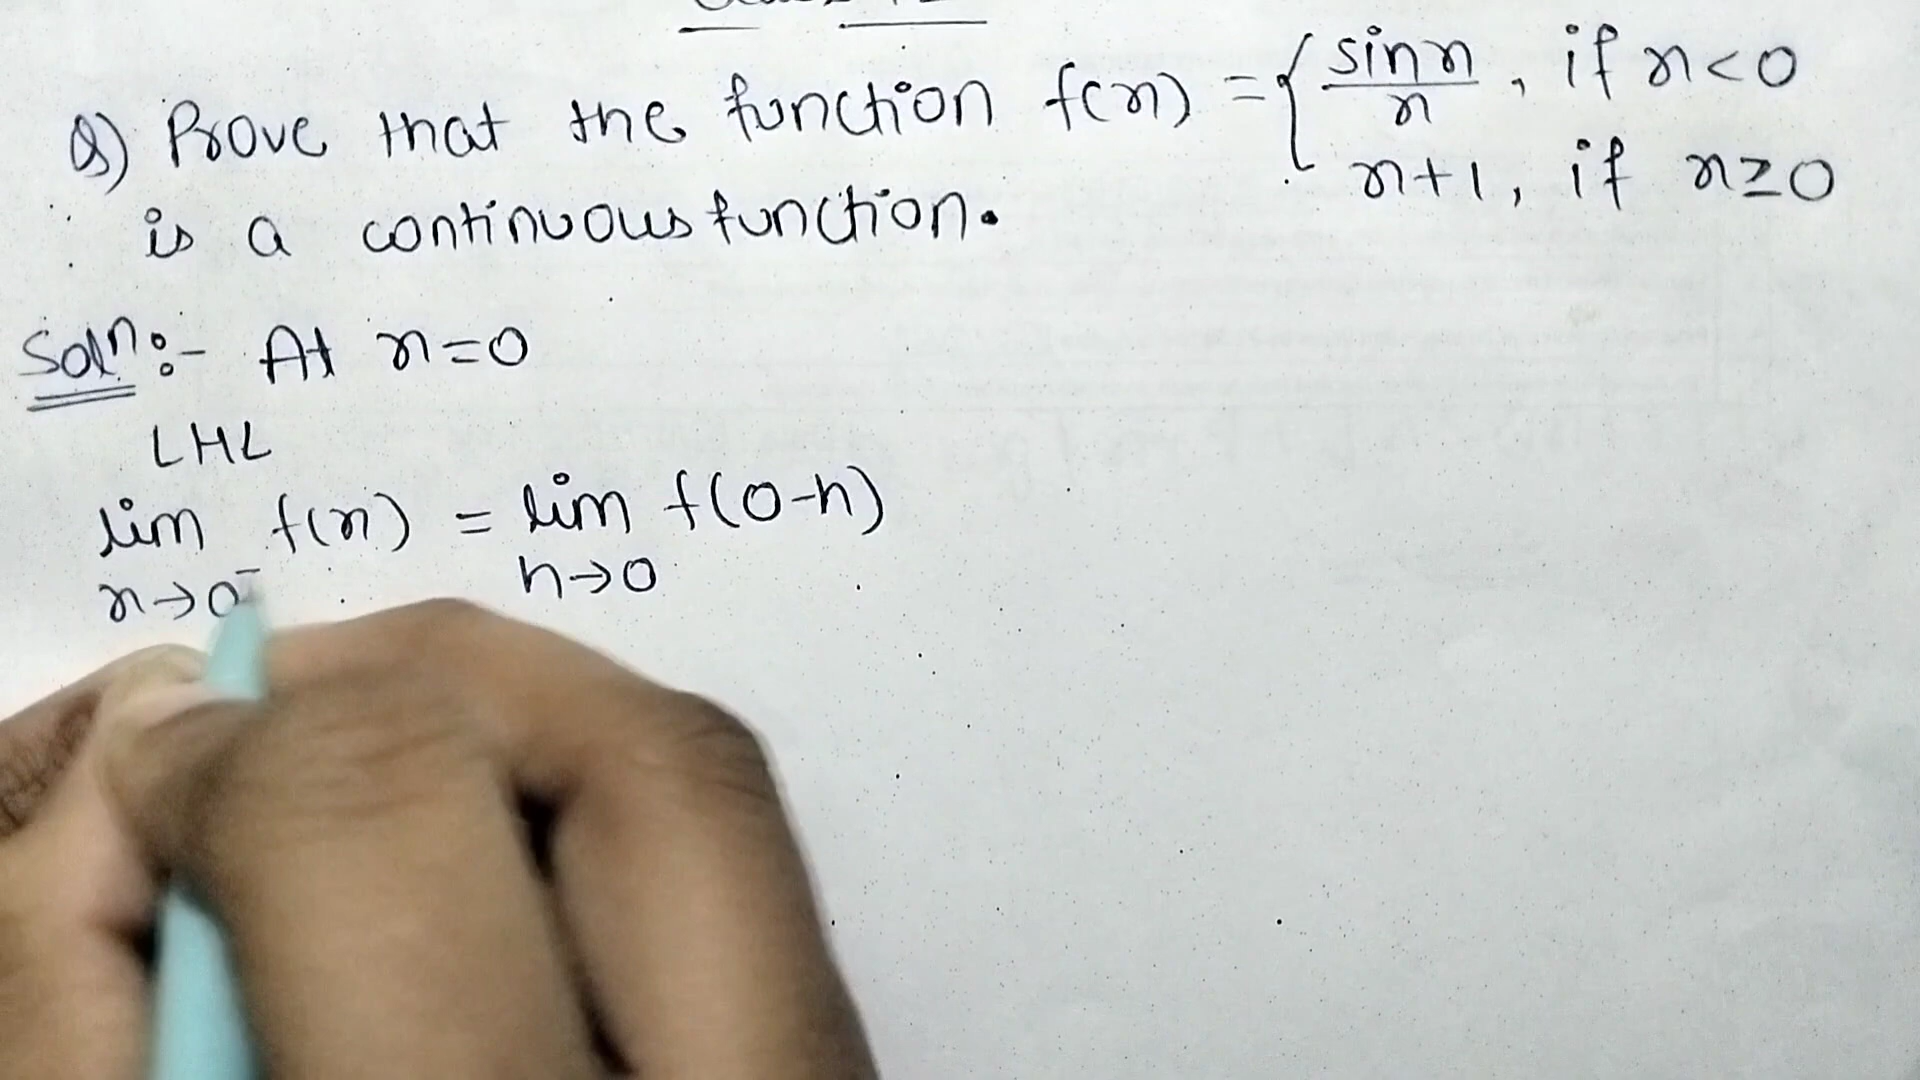 Q) Prove that the function f(x) = { sin x / x , if x < 0
x+1, if x ≥ 0
is a continuous function.
Solⁿ:- At x=0
LHL
lim f(x) = lim f(0-h)
x→0⁻ h→0